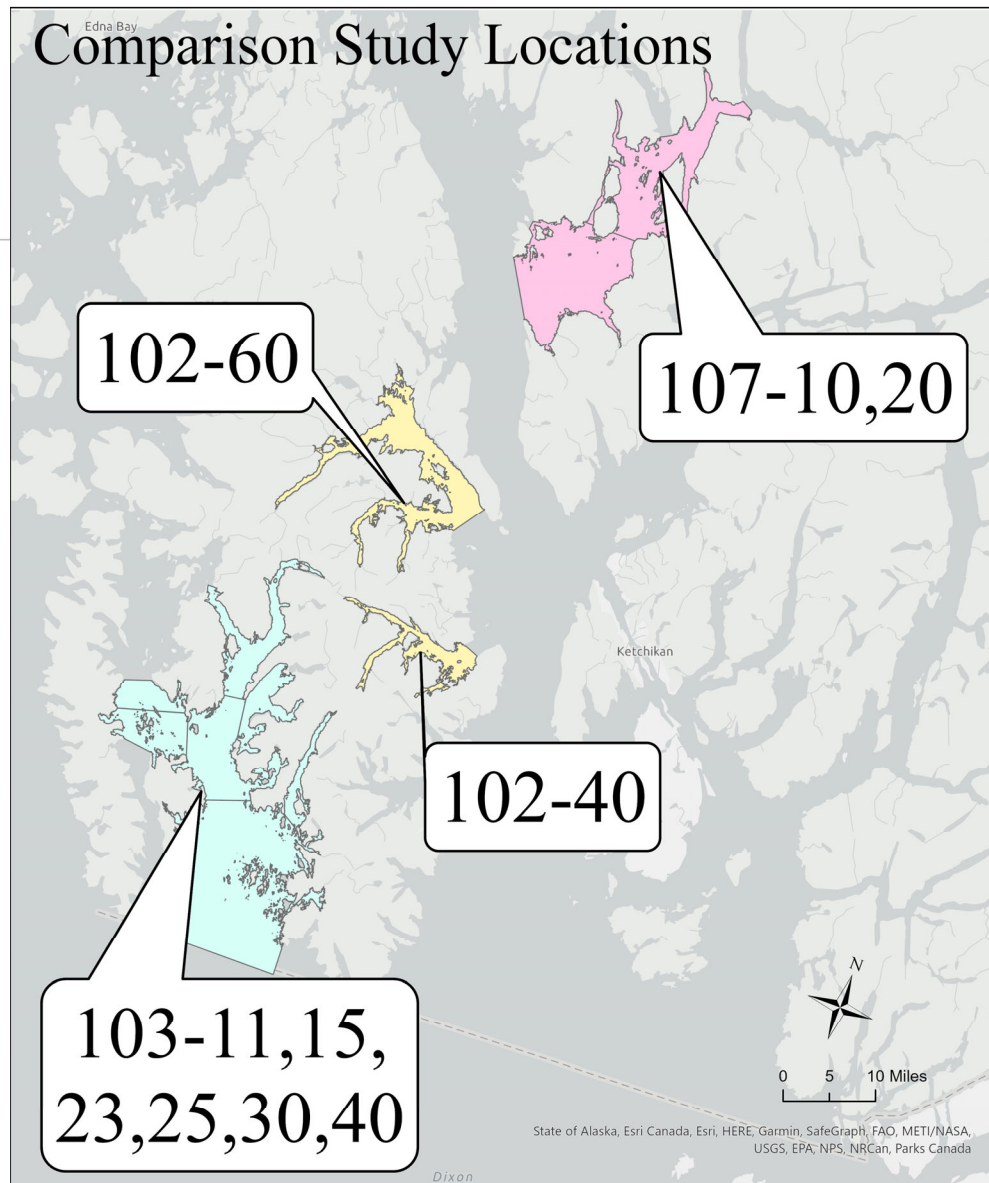 Edna Bay
Comparison Study Locations
102-60
107-10,20
Ketchikan
102-40
103-11,15,
23,25,30,40
N
0 5 10 Miles
State of Alaska, Esri Canada, Esri, HERE, Garmin, SafeGraph, FAO, METI/NASA,
USGS, EPA, NPS, NRCan, Parks Canada
Dixon